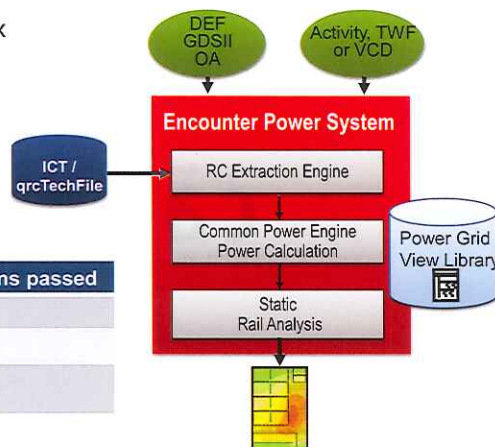 x
DEF
GDSII
OA
Activity, TWF
or VCD
Encounter Power System
ICT /
qrcTechFile
RC Extraction Engine
Common Power Engine
Power Calculation
Power Grid
View Library
ns passed
Static
Rail Analysis